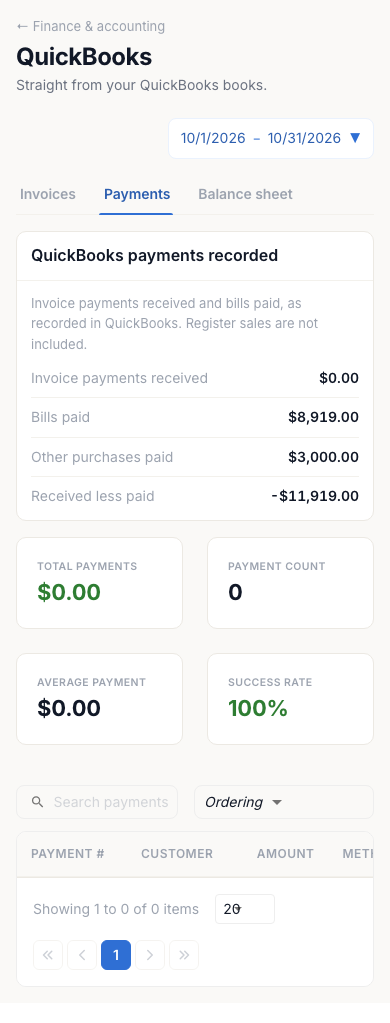 ← Finance & accounting
QuickBooks
Straight from your QuickBooks books.
10/1/2026 – 10/31/2026 ▼
Invoices Payments Balance sheet
QuickBooks payments recorded
Invoice payments received and bills paid, as
recorded in QuickBooks. Register sales are not
included.
Invoice payments received $0.00
Bills paid $8,919.00
Other purchases paid $3,000.00
Received less paid -$11,919.00
TOTAL PAYMENTS PAYMENT COUNT
$0.00 0
AVERAGE PAYMENT SUCCESS RATE
$0.00 100%
Search payments Ordering
PAYMENT # CUSTOMER AMOUNT METH
Showing 1 to 0 of 0 items 20
« ‹ 1 › »